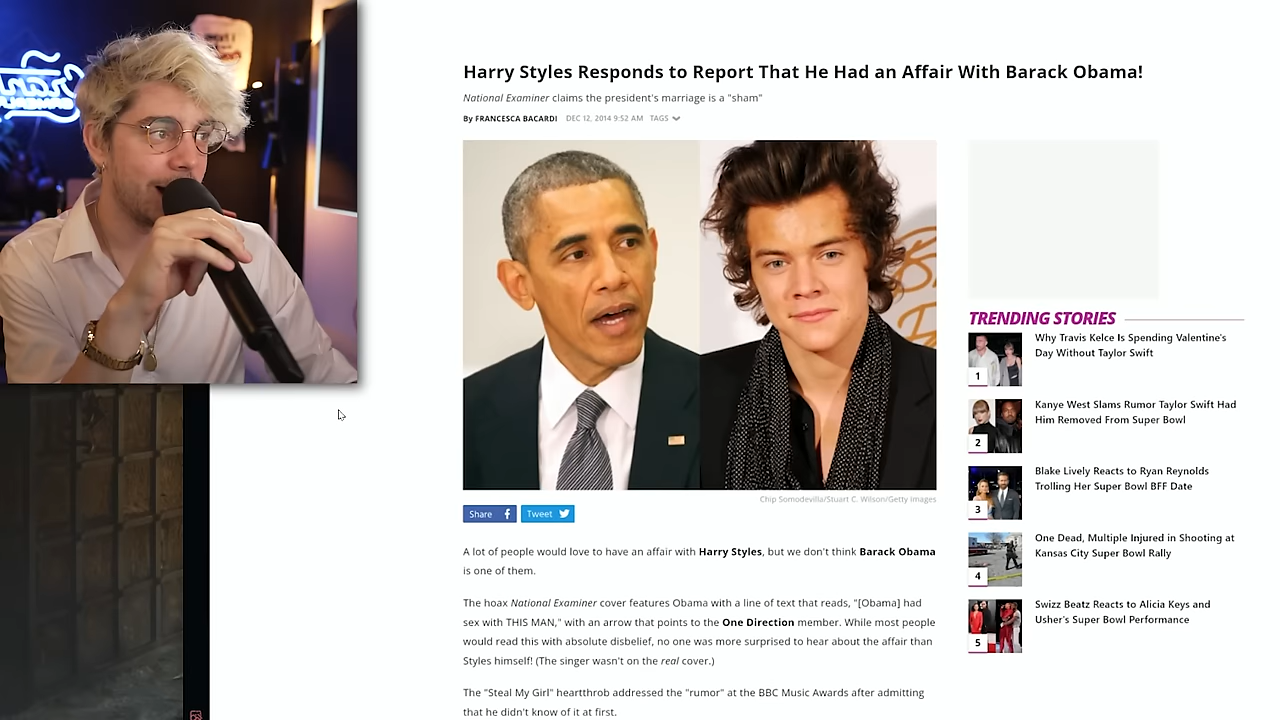 Harry Styles Responds to Report That He Had an Affair With Barack Obama!
National Examiner claims the president's marriage is a "sham"
By FRANCESCA BACARDI DEC 12, 2014 9:52 AM TAGS
Chip Somodevilla/Stuart C. Wilson/Getty Images
Share
Tweet
A lot of people would love to have an affair with Harry Styles, but we don't think Barack Obama
is one of them.
The hoax National Examiner cover features Obama with a line of text that reads, "[Obama] had
sex with THIS MAN," with an arrow that points to the One Direction member. While most people
would read this with absolute disbelief, no one was more surprised to hear about the affair than
Styles himself! (The singer wasn't on the real cover.)
The "Steal My Girl" heartthrob addressed the "rumor" at the BBC Music Awards after admitting
that he didn't know of it at first.
TRENDING STORIES
1
Why Travis Kelce Is Spending Valentine's
Day Without Taylor Swift
2
Kanye West Slams Rumor Taylor Swift Had
Him Removed From Super Bowl
3
Blake Lively Reacts to Ryan Reynolds
Trolling Her Super Bowl BFF Date
4
One Dead, Multiple Injured in Shooting at
Kansas City Super Bowl Rally
5
Swizz Beatz Reacts to Alicia Keys and
Usher's Super Bowl Performance